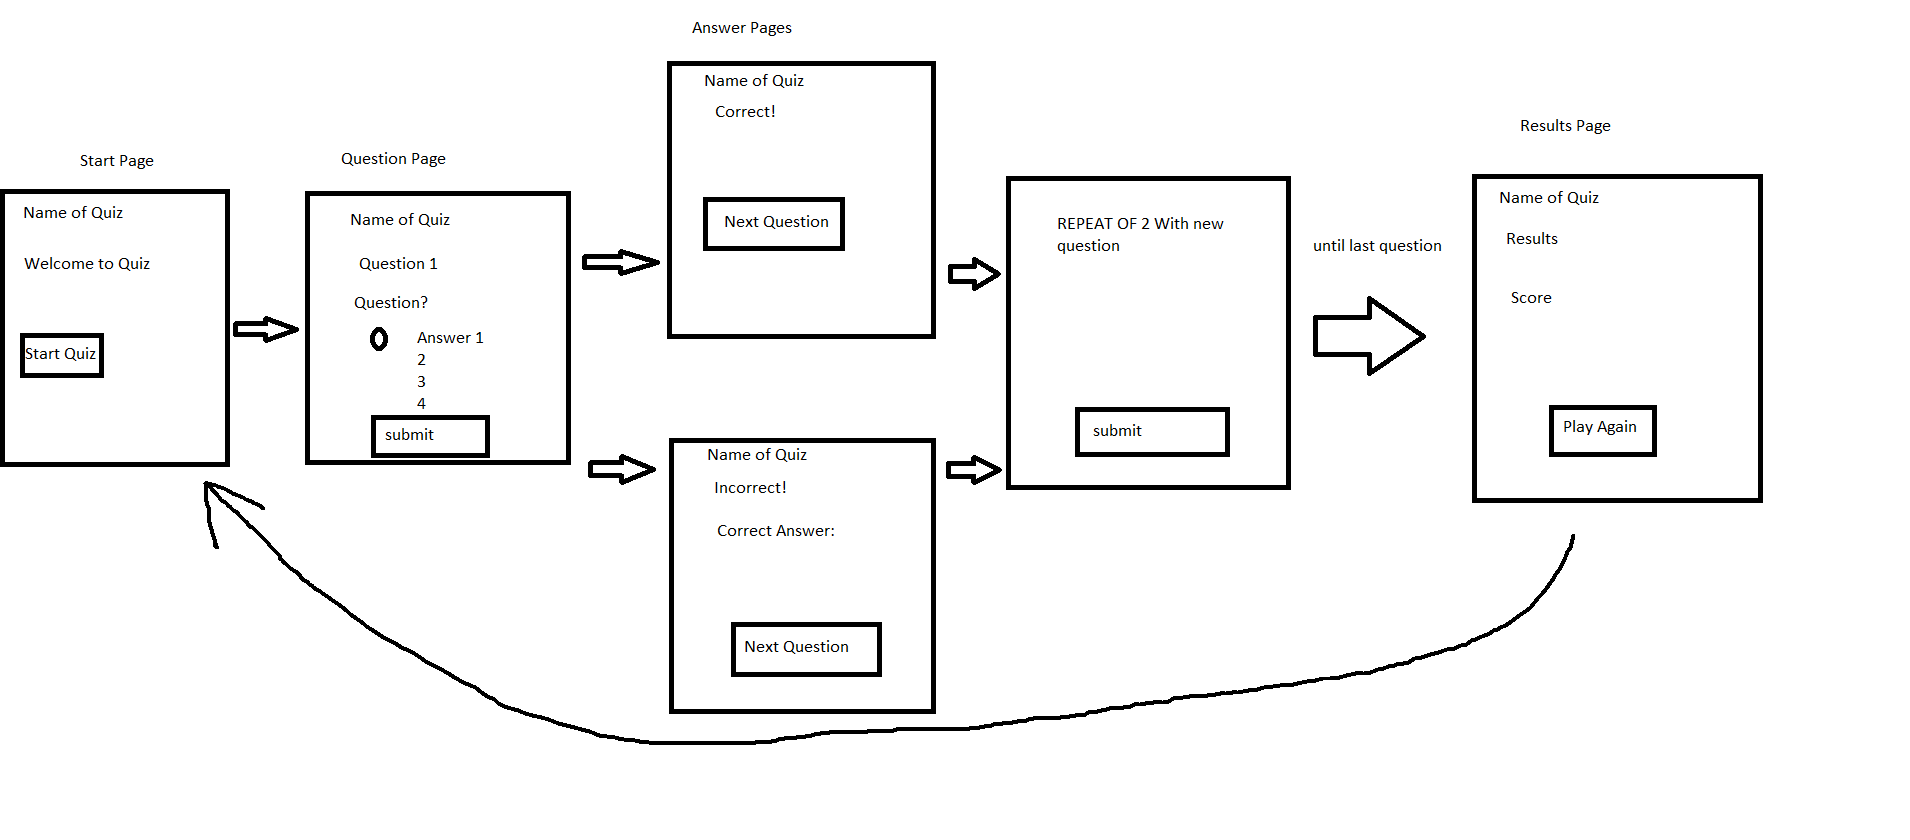 Start Page
Name of Quiz
Welcome to Quiz
Start Quiz
Question Page
Name of Quiz
Question 1
Question?
Answer 1
2
3
4
submit
Answer Pages
Name of Quiz
Correct!
Next Question
Name of Quiz
Incorrect!
Correct Answer:
Next Question
REPEAT OF 2 With new
question
submit
until last question
Results Page
Name of Quiz
Results
Score
Play Again